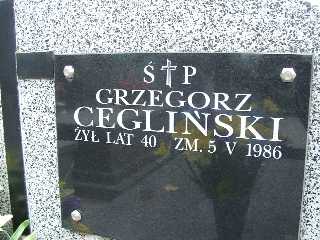 Ś†P
GRZEGORZ
CEGLIŃSKI
ŻYŁ LAT 40 ZM. 5 V 1986